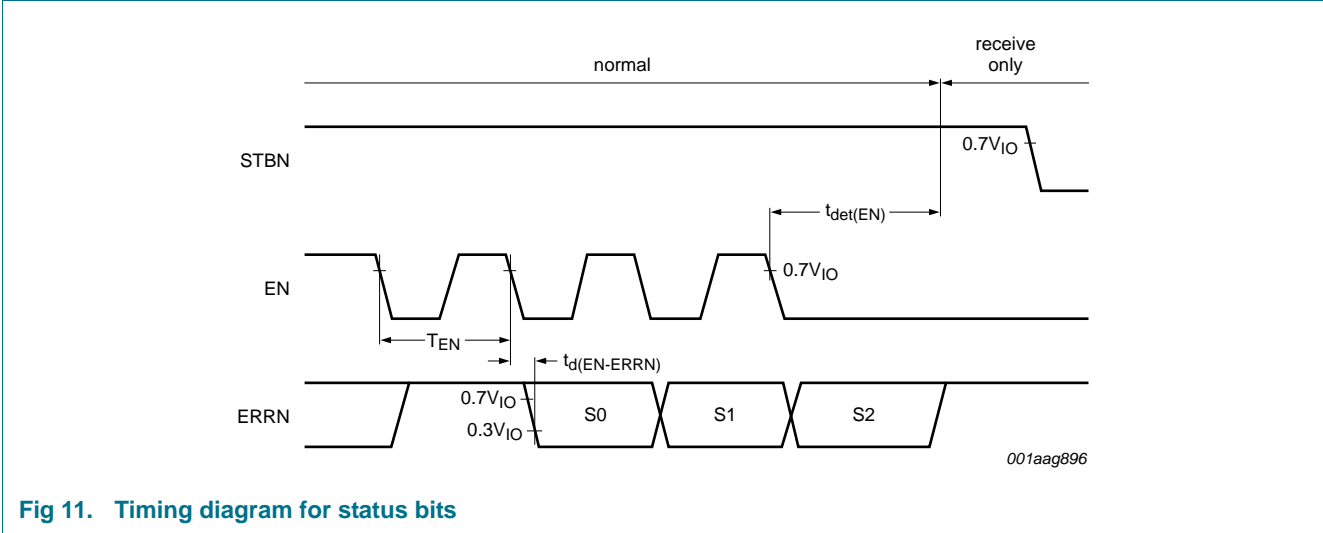 normal
receive
only
STBN
0.7VIO
tdet(EN)
EN
0.7VIO
TEN
td(EN-ERRN)
ERRN
0.7VIO
0.3VIO
S0
S1
S2
001aag896
Fig 11. Timing diagram for status bits